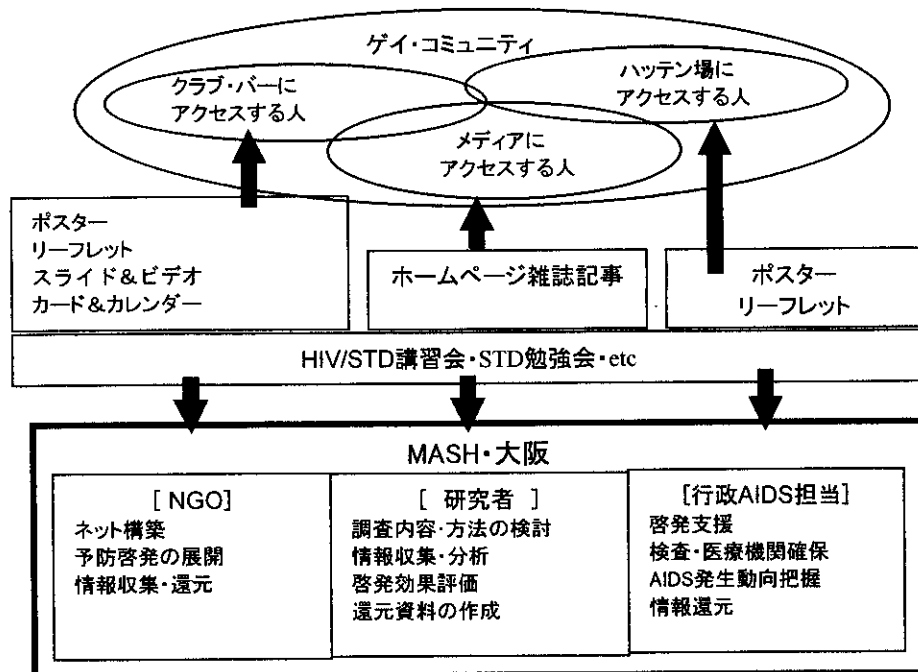 ゲイ・コミュニティ
クラブ・バーに
アクセスする人
ハッテン場に
アクセスする人
メディアに
アクセスする人
ポスター
リーフレット
スライド&ビデオ
カード&カレンダー
ホームページ雑誌記事
ポスター
リーフレット
HIV/STD講習会・STD勉強会・etc
MASH・大阪
[ NGO]
ネット構築
予防啓発の展開
情報収集・還元
[ 研究者 ]
調査内容・方法の検討
情報収集・分析
啓発効果評価
還元資料の作成
[行政AIDS担当]
啓発支援
検査・医療機関確保
AIDS発生動向把握
情報還元